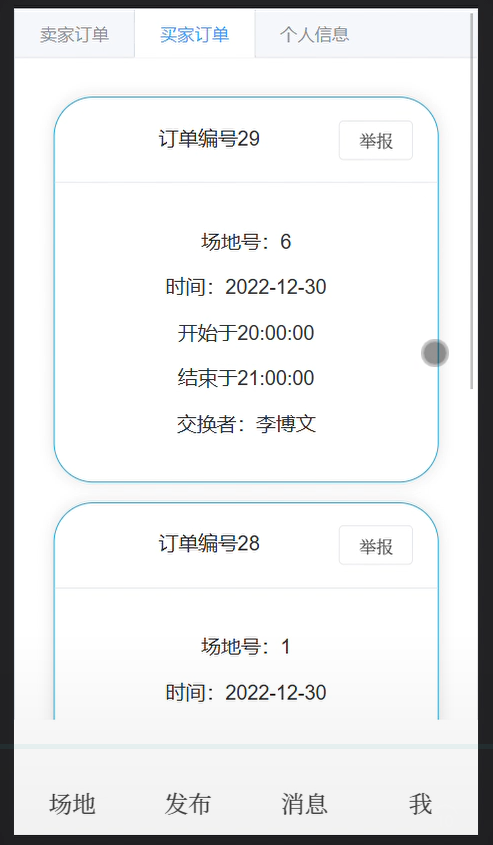 卖家订单 买家订单 个人信息
订单编号29 举报
场地号：6
时间：2022-12-30
开始于20:00:00
结束于21:00:00
交换者：李博文
订单编号28 举报
场地号：1
时间：2022-12-30
场地 发布 消息 我